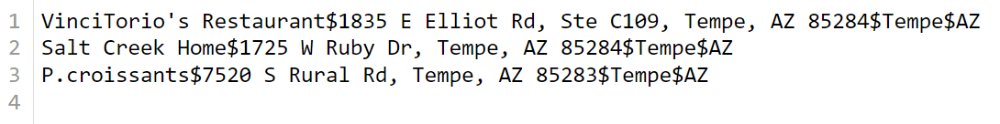 1 VinciTorio's Restaurant$1835 E Elliot Rd, Ste C109, Tempe, AZ 85284$Tempe$AZ
2 Salt Creek Home$1725 W Ruby Dr, Tempe, AZ 85284$Tempe$AZ
3 P.croissants$7520 S Rural Rd, Tempe, AZ 85283$Tempe$AZ
4